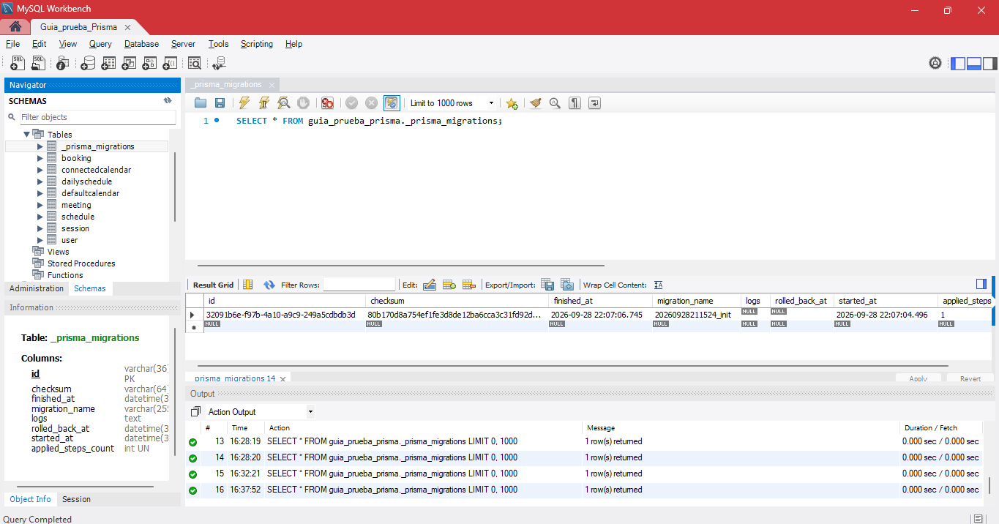 MySQL Workbench
Guia_prueba_Prisma
File Edit View Query Database Server Tools Scripting Help
Navigator
SCHEMAS
Filter objects
Tables
_prisma_migrations
booking
connectedcalendar
dailyschedule
defaultcalendar
meeting
schedule
session
user
Views
Stored Procedures
Functions
Administration Schemas
Information
Table: _prisma_migrations
Columns:
id varchar(36)
PK
checksum varchar(64)
finished_at datetime(3
migration_name varchar(255
logs text
rolled_back_at datetime(3
started_at datetime(3
applied_steps_count int UN
Object Info Session
Query Completed
_prisma_migrations
Limit to 1000 rows
1 SELECT * FROM guia_prueba_prisma._prisma_migrations;
Result Grid Filter Rows: Edit: Export/Import: Wrap Cell Content:
id checksum finished_at migration_name logs rolled_back_at started_at applied_steps
32091b6e-f97b-4a10-a9c9-249a5cdbdb3d 80b170d8a754ef1fe3d8de12ba6cca3c31fd92d... 2026-09-28 22:07:06.745 20260928211524_init NULL NULL 2026-09-28 22:07:04.496 1
NULL NULL NULL NULL NULL NULL NULL NULL
_prisma_migrations 14 Apply Revert
Output
Action Output
# Time Action Message Duration / Fetch
13 16:28:19 SELECT * FROM guia_prueba_prisma._prisma_migrations LIMIT 0, 1000 1 row(s) returned 0.000 sec / 0.000 sec
14 16:28:20 SELECT * FROM guia_prueba_prisma._prisma_migrations LIMIT 0, 1000 1 row(s) returned 0.000 sec / 0.000 sec
15 16:32:21 SELECT * FROM guia_prueba_prisma._prisma_migrations LIMIT 0, 1000 1 row(s) returned 0.000 sec / 0.000 sec
16 16:37:52 SELECT * FROM guia_prueba_prisma._prisma_migrations LIMIT 0, 1000 1 row(s) returned 0.000 sec / 0.000 sec